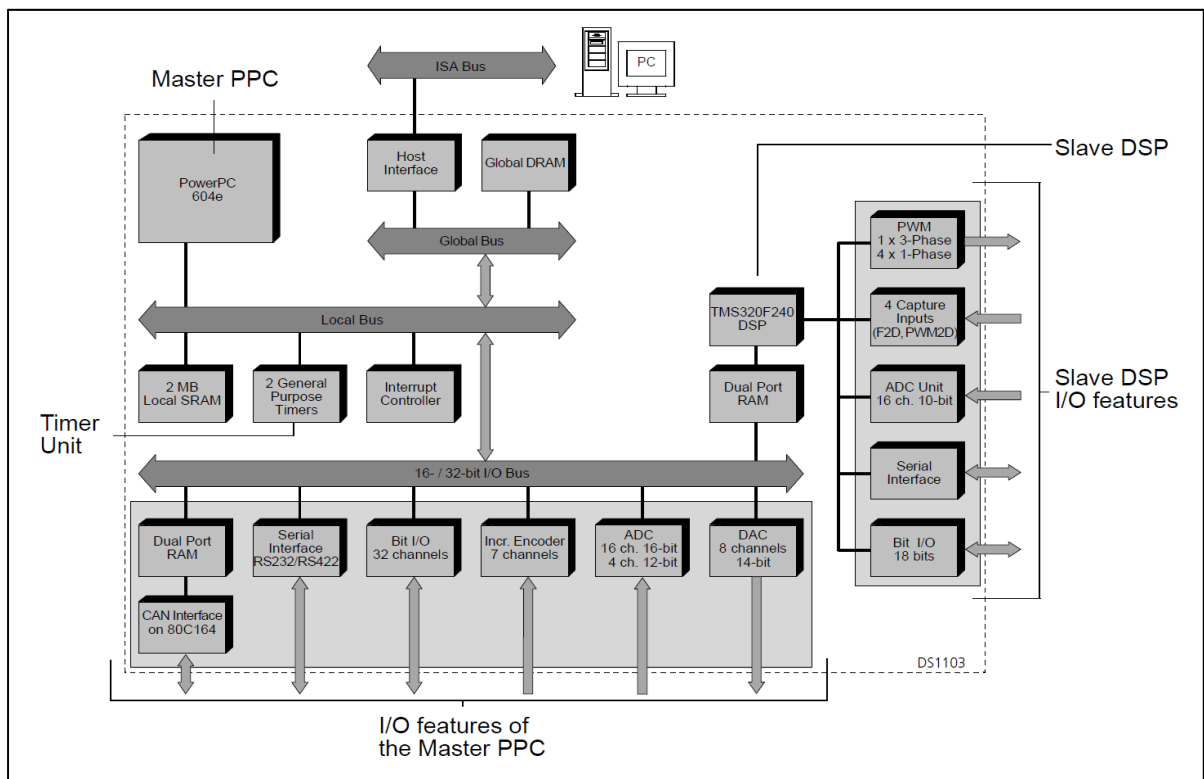 ISA Bus
PC
Master PPC
PowerPC
604e
Host
Interface
Global DRAM
Slave DSP
Global Bus
PWM
1 x 3-Phase
4 x 1-Phase
Local Bus
TMS320F240
DSP
4 Capture
Inputs
(F2D, PWM2D)
2 MB
Local SRAM
2 General
Purpose
Timers
Interrupt
Controller
Dual Port
RAM
ADC Unit
16 ch. 10-bit
Slave DSP
I/O features
Timer
Unit
16- / 32-bit I/O Bus
Serial
Interface
Dual Port
RAM
Serial
Interface
RS232/RS422
Bit I/O
32 channels
Incr. Encoder
7 channels
ADC
16 ch. 16-bit
4 ch. 12-bit
DAC
8 channels
14-bit
Bit I/O
18 bits
CAN Interface
on 80C164
DS1103
I/O features of
the Master PPC